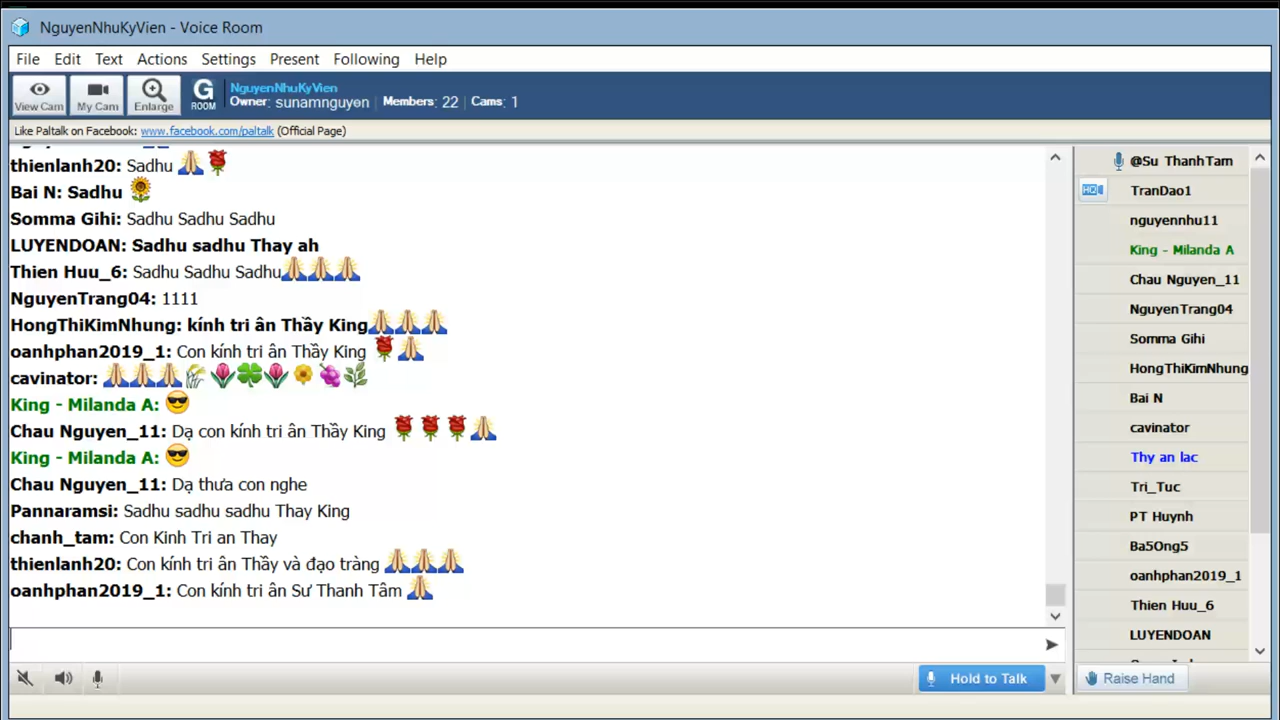 NguyenNhuKyVien - Voice Room
File Edit Text Actions Settings Present Following Help
View Cam My Cam Enlarge G ROOM
NguyenNhuKyVien
Owner: sunamnguyen Members: 22 Cams: 1
Like Paltalk on Facebook: www.facebook.com/paltalk (Official Page)
thienlanh20: Sadhu 🙏🌹
Bai N: Sadhu 🌻
Somma Gihi: Sadhu Sadhu Sadhu
LUYENDOAN: Sadhu sadhu Thay ah
Thien Huu_6: Sadhu Sadhu Sadhu🙏🙏🙏
NguyenTrang04: 1111
HongThiKimNhung: kính tri ân Thầy King🙏🙏🙏
oanhphan2019_1: Con kính tri ân Thầy King 🌹🙏
cavinator: 🙏🙏🙏🌾🌷🍀🌷🌼🍇🌿
King - Milanda A: 😎
Chau Nguyen_11: Dạ con kính tri ân Thầy King 🌹🌹🌹🙏
King - Milanda A: 😎
Chau Nguyen_11: Dạ thưa con nghe
Pannaramsi: Sadhu sadhu sadhu Thay King
chanh_tam: Con Kinh Tri an Thay
thienlanh20: Con kính tri ân Thầy và đạo tràng 🙏🙏🙏
oanhphan2019_1: Con kính tri ân Sư Thanh Tâm 🙏
@Su ThanhTam
HD TranDao1
nguyennhu11
King - Milanda A
Chau Nguyen_11
NguyenTrang04
Somma Gihi
HongThiKimNhung
Bai N
cavinator
Thy an lac
Tri_Tuc
PT Huynh
Ba5Ong5
oanhphan2019_1
Thien Huu_6
LUYENDOAN
Hold to Talk
Raise Hand